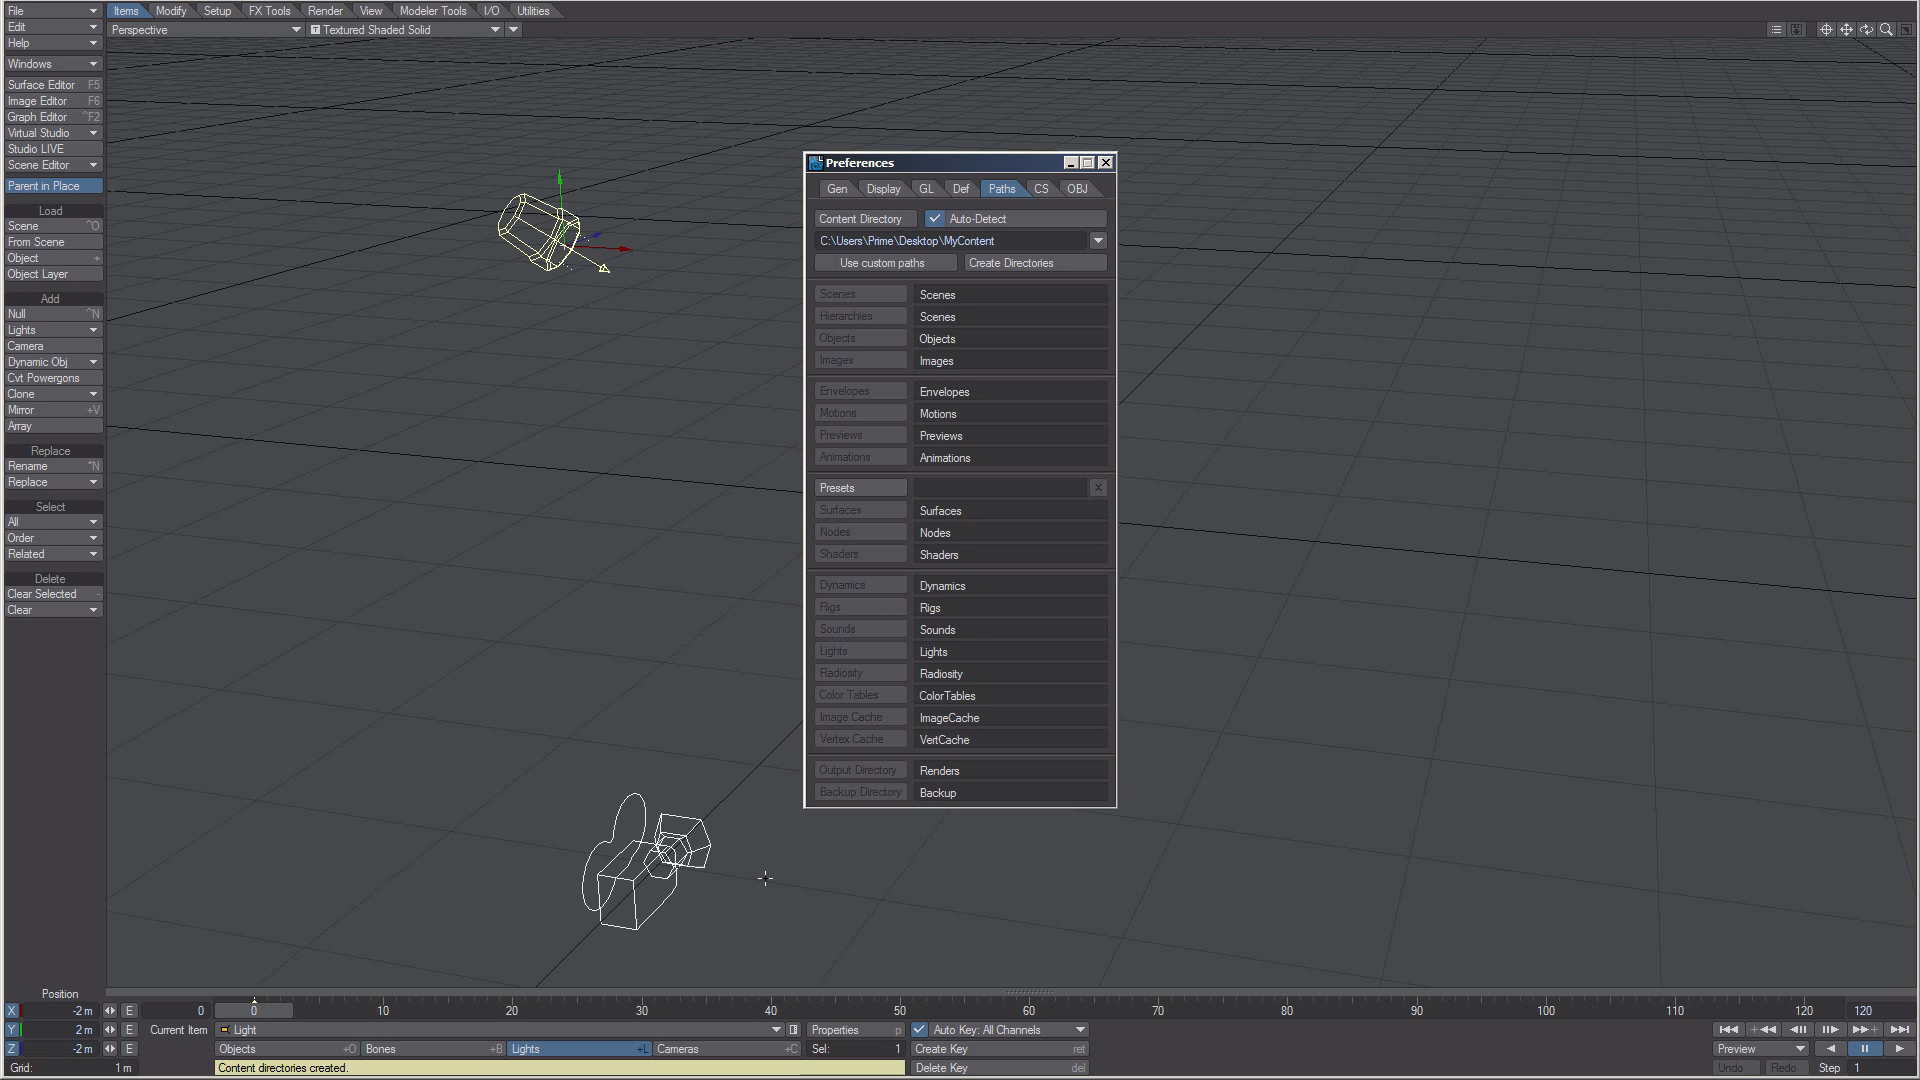 File
Items Modify Setup FX Tools Render View Modeler Tools I/O Utilities
Edit
Perspective T Textured Shaded Solid
Help
Windows
Surface Editor F5
Image Editor F6
Graph Editor ^F2
Virtual Studio
Studio LIVE
Scene Editor
Parent in Place
Load
Scene ^O
From Scene
Object +
Object Layer
Add
Null ^N
Lights
Camera
Dynamic Obj
Cvt Powergons
Clone
Mirror +V
Array
Replace
Rename
Replace
Select
All
Order
Related
Delete
Clear Selected -
Clear
Preferences
Gen Display GL Def Paths CS OBJ
Content Directory Auto-Detect
C:\Users\Prime\Desktop\MyContent
Use custom paths Create Directories
Scenes Scenes
Hierarchies Scenes
Objects Objects
Images Images
Envelopes Envelopes
Motions Motions
Previews Previews
Animations Animations
Presets X
Surfaces Surfaces
Nodes Nodes
Shaders Shaders
Dynamics Dynamics
Rigs Rigs
Sounds Sounds
Lights Lights
Radiosity Radiosity
Color Tables ColorTables
Image Cache ImageCache
Vertex Cache VertCache
Output Directory Renders
Backup Directory Backup
Position
X -2 m E 0 0 10 20 30 40 50 60 70 80 90 100 110 120 120
Y 2 m E Current Item Light Properties p Auto Key: All Channels
Z -2 m E Objects +O Bones +B Lights +L Cameras +C Sel: 1 Create Key ret Preview
Grid: 1 m Content directories created. Delete Key del Undo Redo Step 1